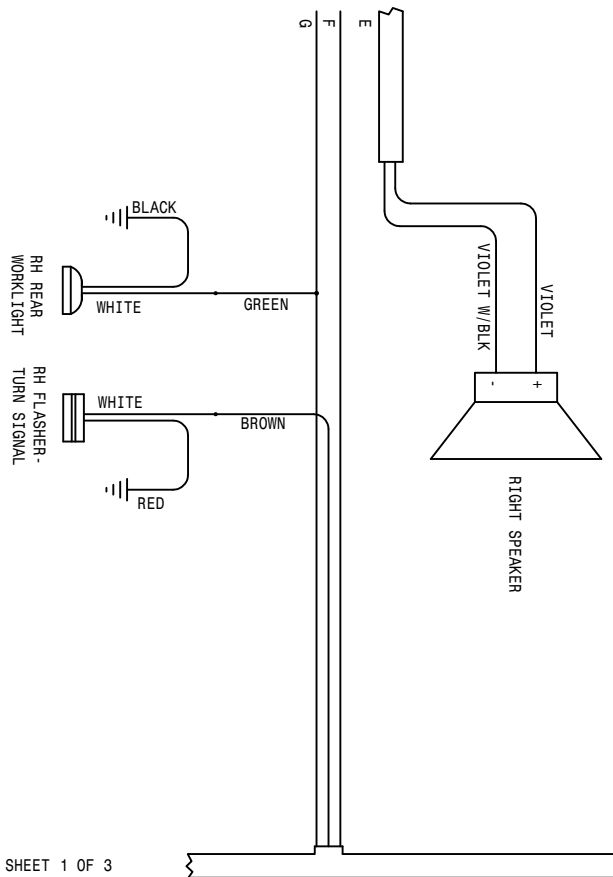 G
F
E
BLACK
RH REAR
WORKLIGHT
WHITE
GREEN
VIOLET W/BLK
VIOLET
- +
RH FLASHER-
TURN SIGNAL
WHITE
BROWN
RED
RIGHT SPEAKER
SHEET 1 OF 3